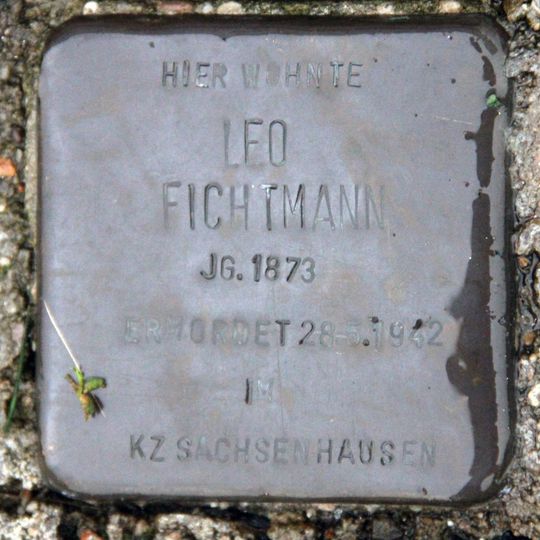 HIER WOHNTE
LEO
FICHTMANN
JG. 1873
ERMORDET 28.5.1942
IM
KZ SACHSENHAUSEN